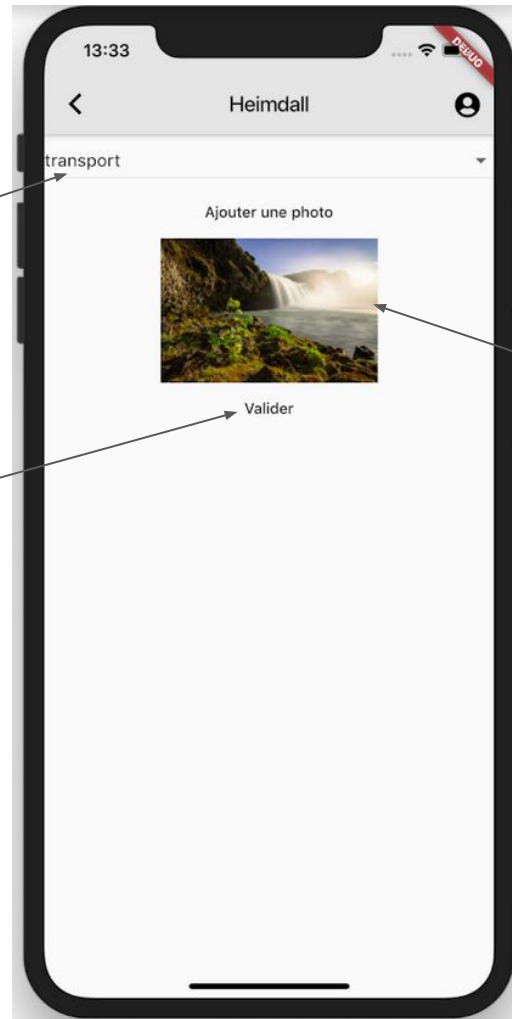 13:33
DEBUG
Heimdall
transport
Ajouter une photo
Valider